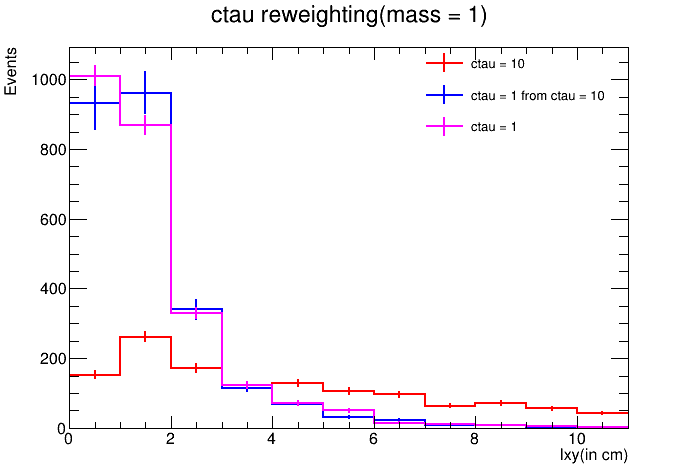 ctau reweighting(mass = 1)
Events
ctau = 10
ctau = 1 from ctau = 10
ctau = 1
1000
800
600
400
200
0
0 2 4 6 8 10
lxy(in cm)